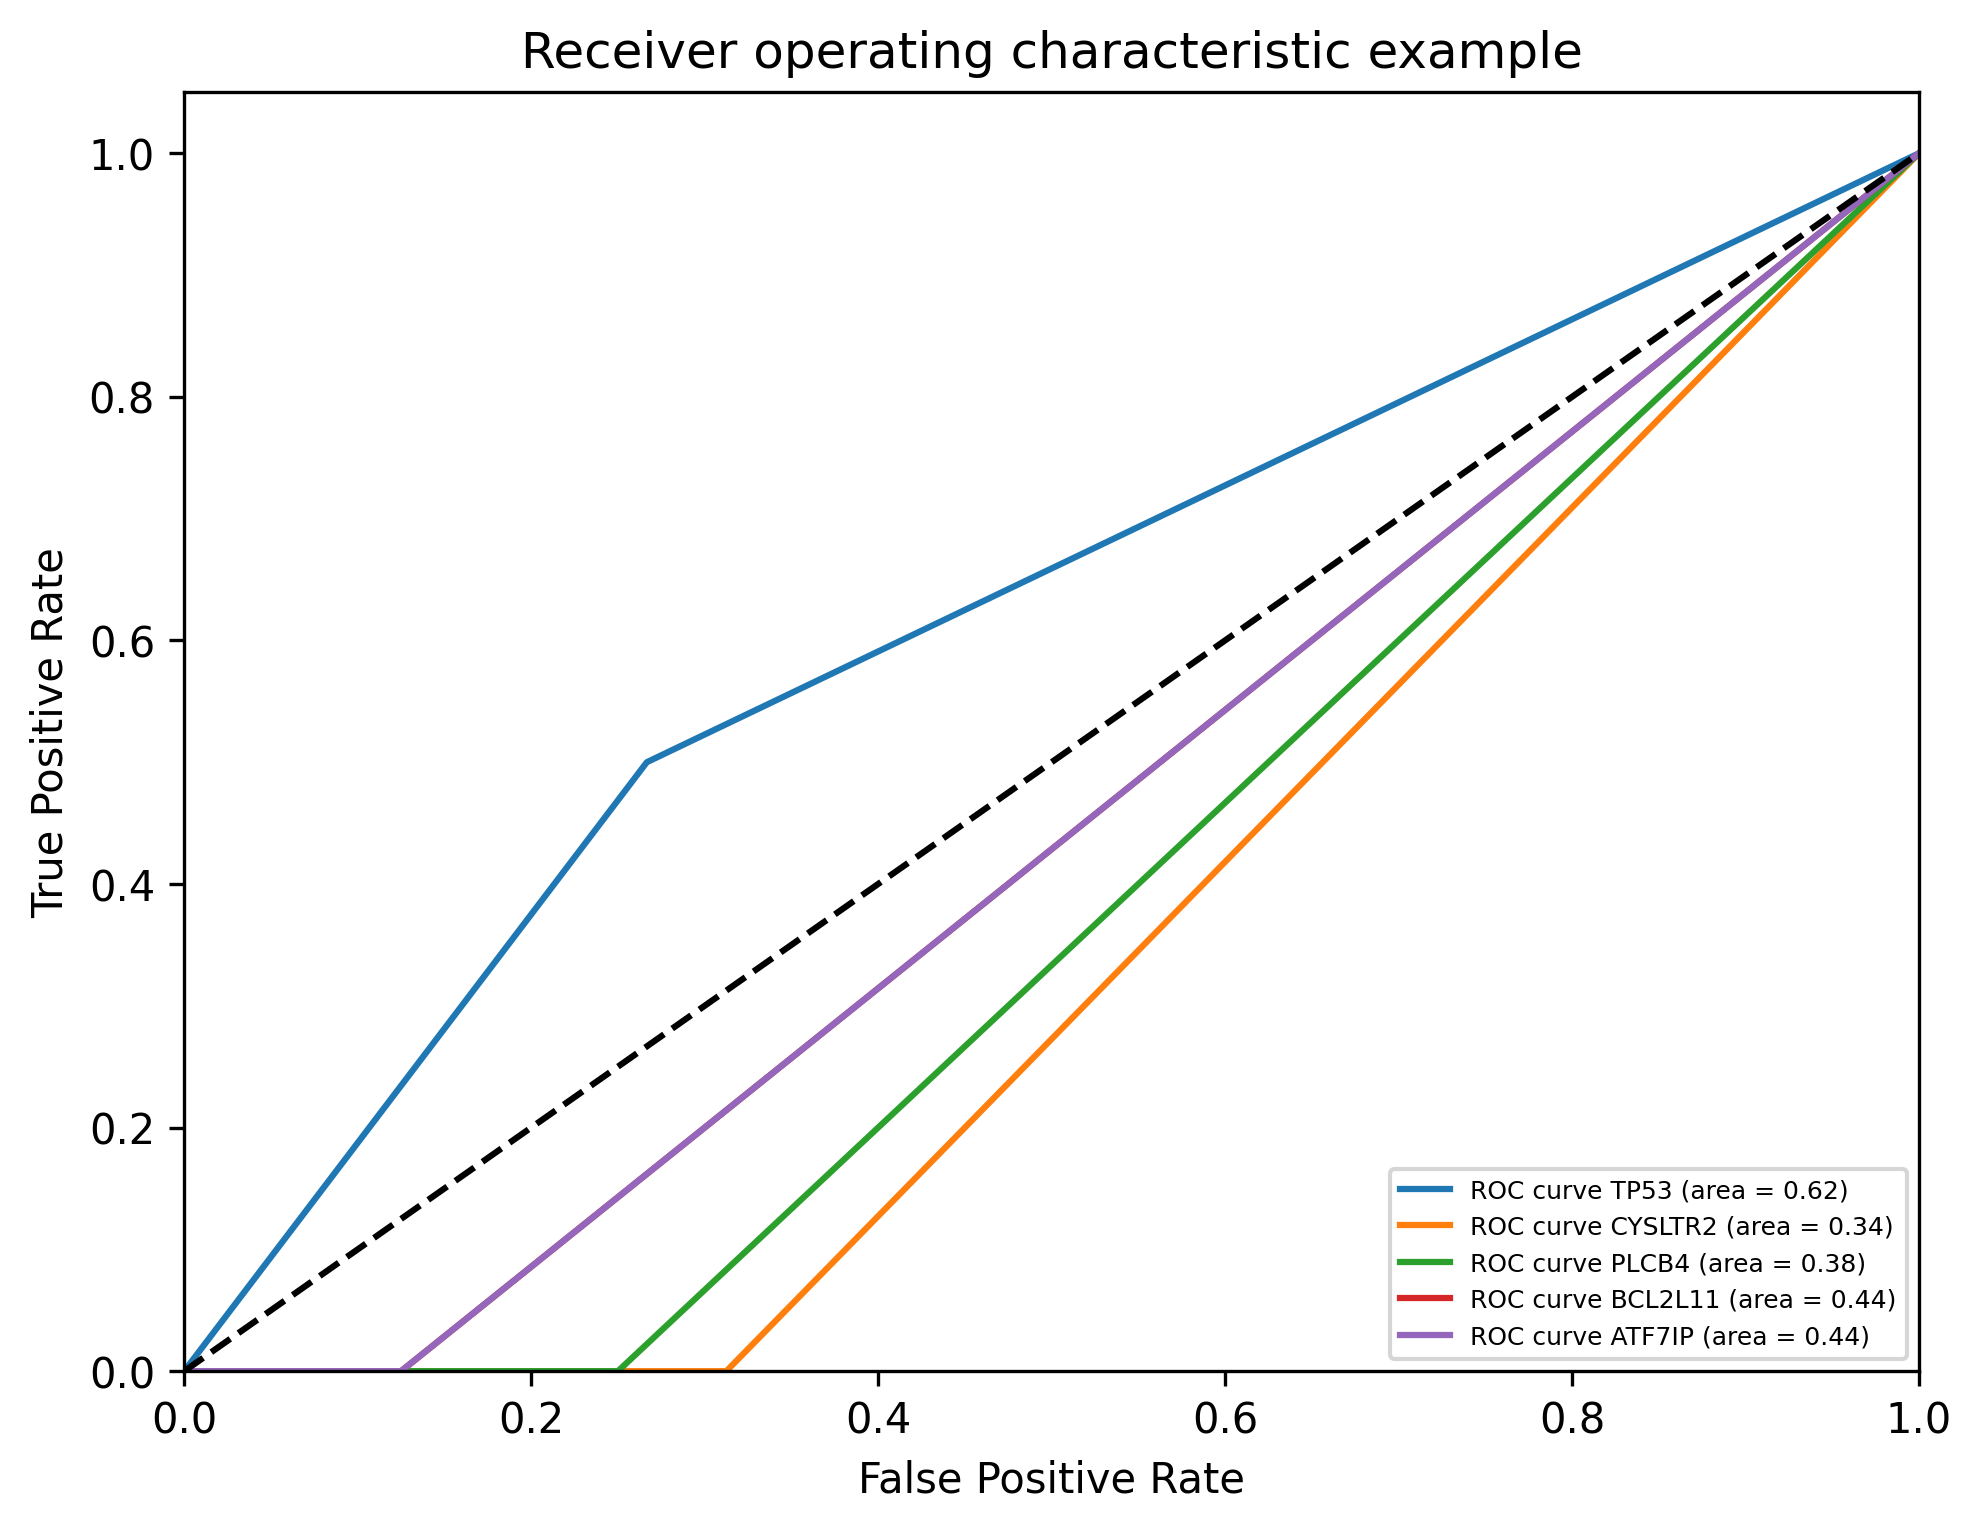 Receiver operating characteristic example
1.0
0.8
0.6
0.4
0.2
0.0
True Positive Rate
0.0 0.2 0.4 0.6 0.8 1.0
False Positive Rate
ROC curve TP53 (area = 0.62)
ROC curve CYSLTR2 (area = 0.34)
ROC curve PLCB4 (area = 0.38)
ROC curve BCL2L11 (area = 0.44)
ROC curve ATF7IP (area = 0.44)